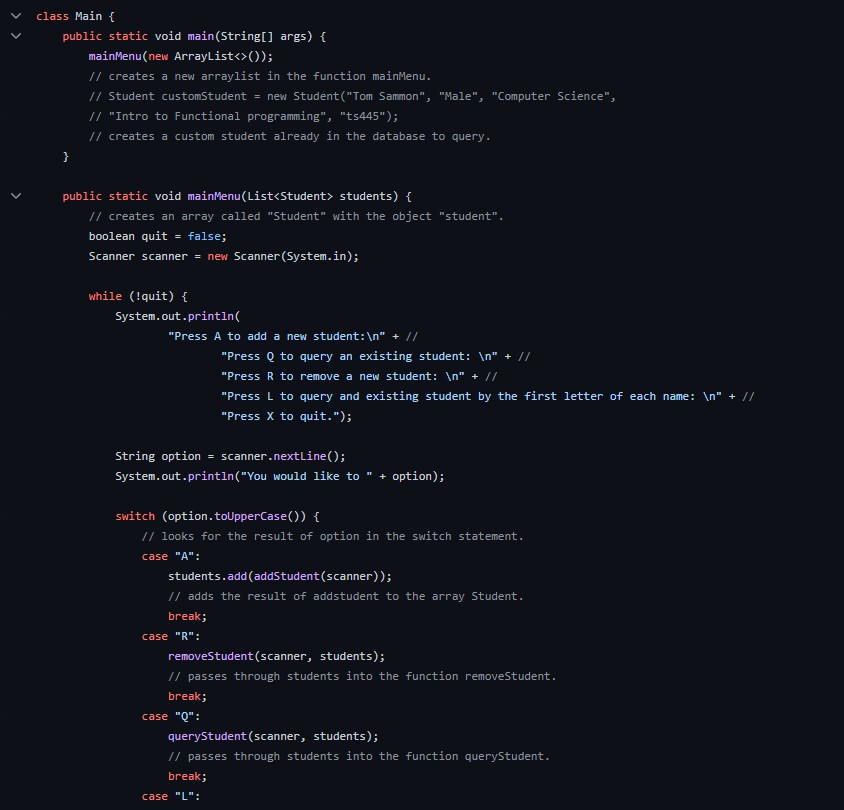 class Main {
public static void main(String[] args) {
mainMenu(new ArrayList<>());
// creates a new arraylist in the function mainMenu.
// Student customStudent = new Student("Tom Sammon", "Male", "Computer Science",
// "Intro to Functional programming", "ts445");
// creates a custom student already in the database to query.
}
public static void mainMenu(List<Student> students) {
// creates an array called "Student" with the object "student".
boolean quit = false;
Scanner scanner = new Scanner(System.in);
while (!quit) {
System.out.println(
"Press A to add a new student:\n" + //
"Press Q to query an existing student: \n" + //
"Press R to remove a new student: \n" + //
"Press L to query and existing student by the first letter of each name: \n" + //
"Press X to quit.");
String option = scanner.nextLine();
System.out.println("You would like to " + option);
switch (option.toUpperCase()) {
// looks for the result of option in the switch statement.
case "A":
students.add(addStudent(scanner));
// adds the result of addstudent to the array Student.
break;
case "R":
removeStudent(scanner, students);
// passes through students into the function removeStudent.
break;
case "Q":
queryStudent(scanner, students);
// passes through students into the function queryStudent.
break;
case "L":